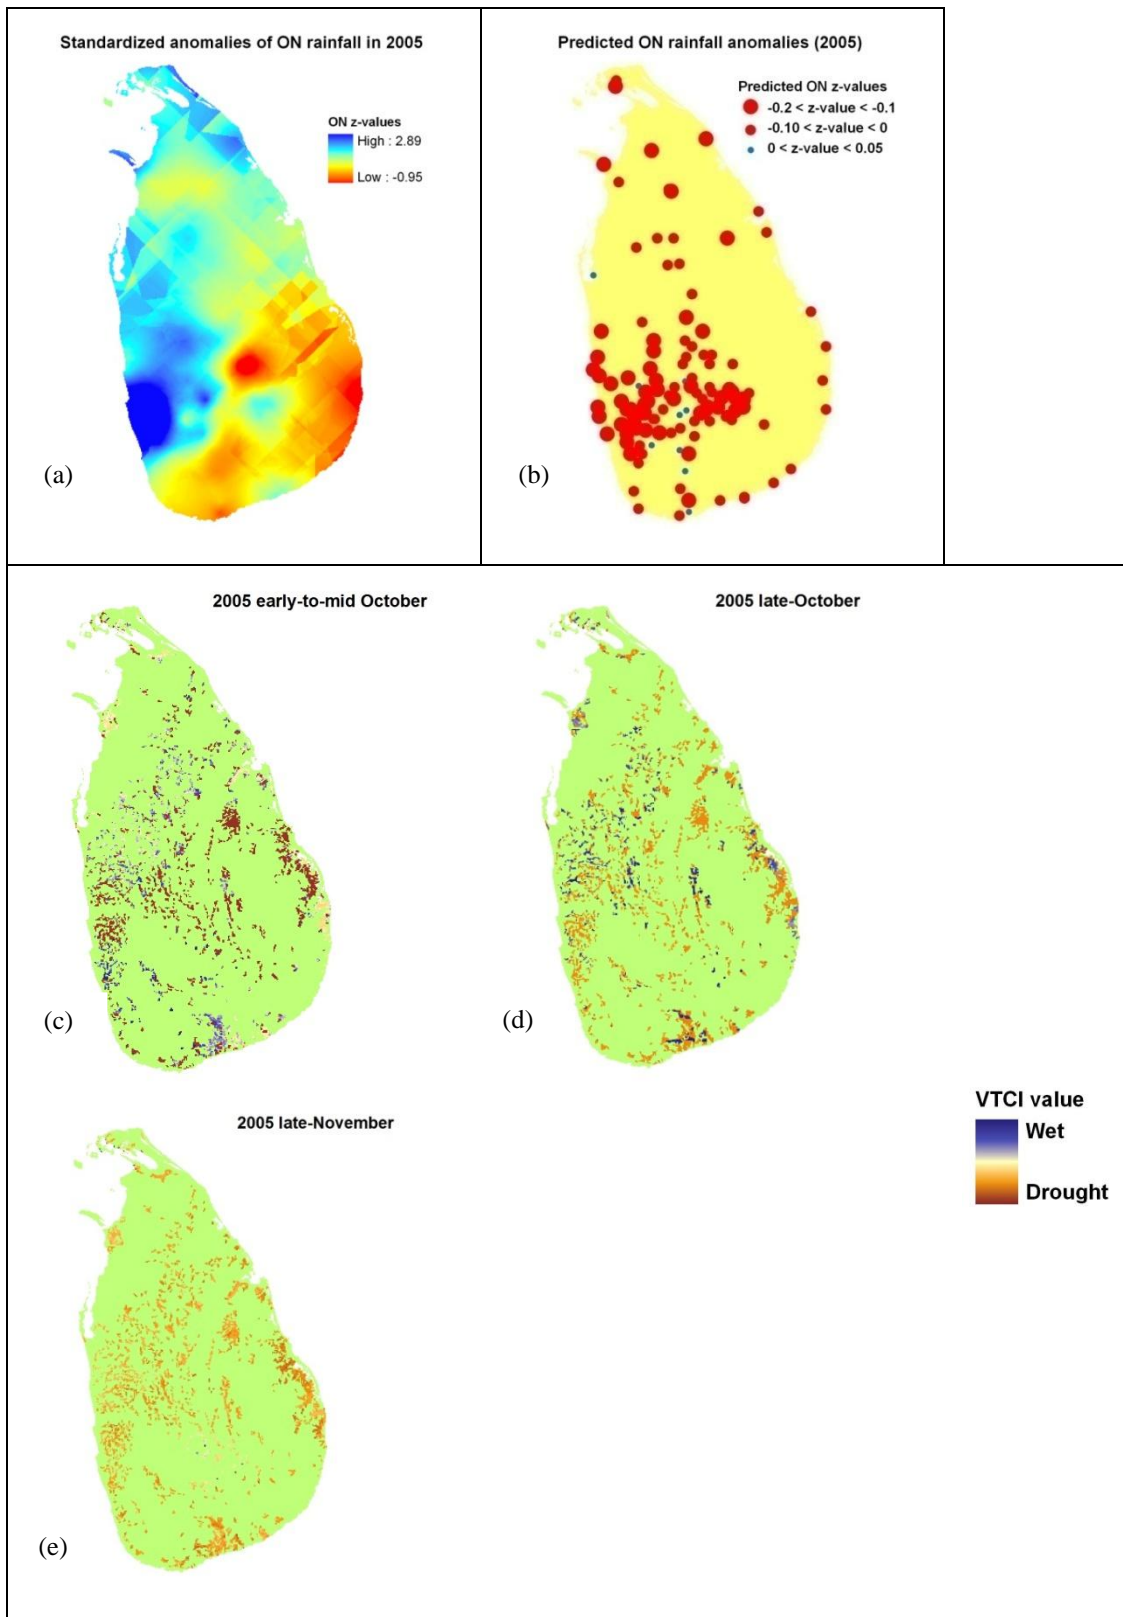 Standardized anomalies of ON rainfall in 2005
ON z-values
High : 2.89
Low : -0.95
(a)
Predicted ON rainfall anomalies (2005)
Predicted ON z-values
-0.2 < z-value < -0.1
-0.10 < z-value < 0
0 < z-value < 0.05
(b)
2005 early-to-mid October
(c)
2005 late-October
(d)
2005 late-November
(e)
VTCI value
Wet
Drought